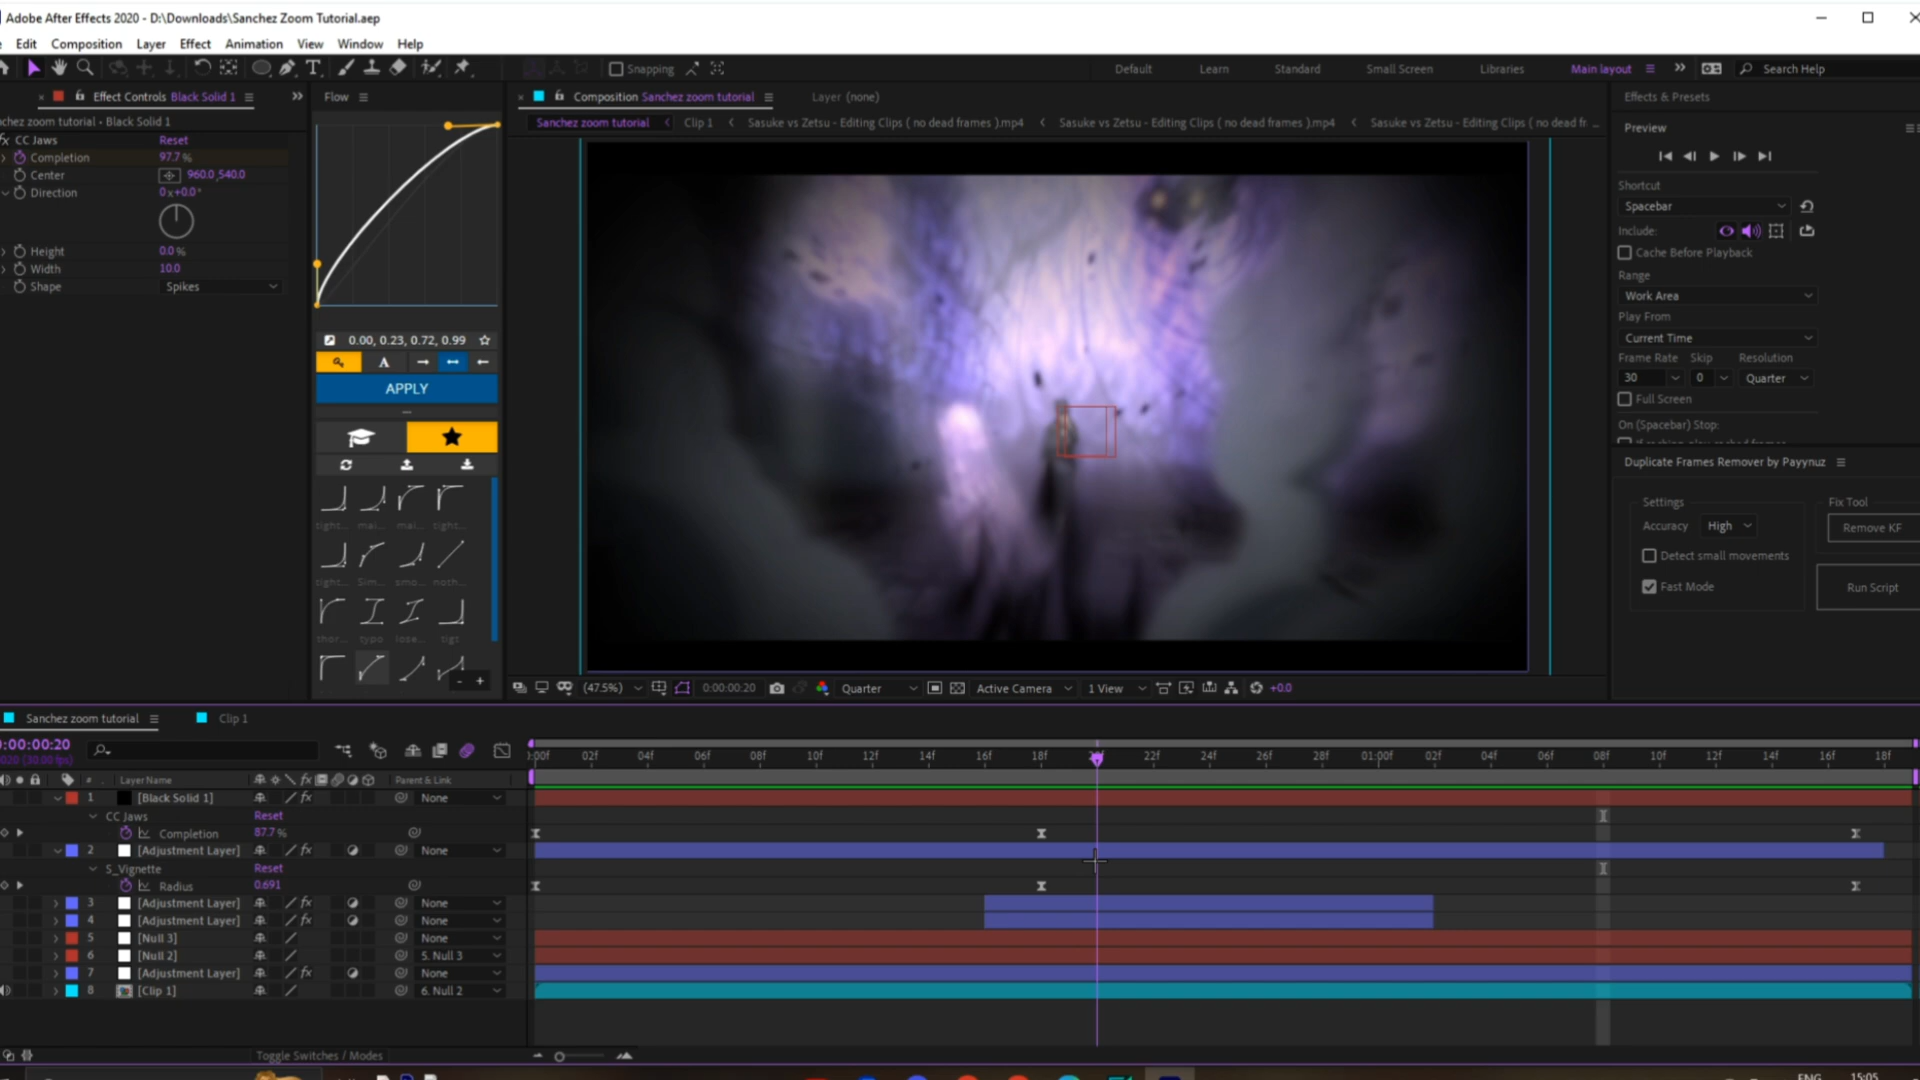 Adobe After Effects 2020 - D:\Downloads\Sanchez Zoom Tutorial.aep
Edit Composition Layer Effect Animation View Window Help
Snapping
Default Learn Standard Small Screen Libraries Main layout Search Help
Effect Controls Black Solid 1
Flow
Composition Sanchez zoom tutorial
Layer (none)
Effects & Presets
chez zoom tutorial • Black Solid 1
Sanchez zoom tutorial Clip 1 Sasuke vs Zetsu - Editing Clips ( no dead frames ).mp4 Sasuke vs Zetsu - Editing Clips ( no dead frames ).mp4 Sasuke vs Zetsu - Editing Clips ( no dead fr...
Preview
fx CC Jaws Reset
Completion 97.7 %
Center 960.0,540.0
Direction 0x+0.0°
Height 0.0 %
Width 10.0
Shape Spikes
0.00, 0.23, 0.72, 0.99
A
APPLY
tight... mai... mai... tight...
tight... Sim... smo... noth...
thor... typo lose... tigt
- +
Shortcut
Spacebar
Include:
Cache Before Playback
Range
Work Area
Play From
Current Time
Frame Rate Skip Resolution
30 0 Quarter
Full Screen
On (Spacebar) Stop:
Duplicate Frames Remover by Payynuz
Settings
Fix Tool
Accuracy High
Remove KF
Detect small movements
Fast Mode
Run Script
(47.5%) 0:00:00:20 Quarter Active Camera 1 View +0.0
Sanchez zoom tutorial Clip 1
0:00:00:20
020 (30.00 fps)
:00f 02f 04f 06f 08f 10f 12f 14f 16f 18f 22f 24f 26f 28f 01:00f 02f 04f 06f 08f 10f 12f 14f 16f 18f
# Layer Name fx Parent & Link
1 [Black Solid 1] fx None
CC Jaws Reset
Completion 87.7 %
2 [Adjustment Layer] fx None
S_Vignette Reset
Radius 0.691
3 [Adjustment Layer] fx None
4 [Adjustment Layer] fx None
5 [Null 3] None
6 [Null 2] 5. Null 3
7 [Adjustment Layer] fx None
8 [Clip 1] 6. Null 2
Toggle Switches / Modes
ENG 15:05